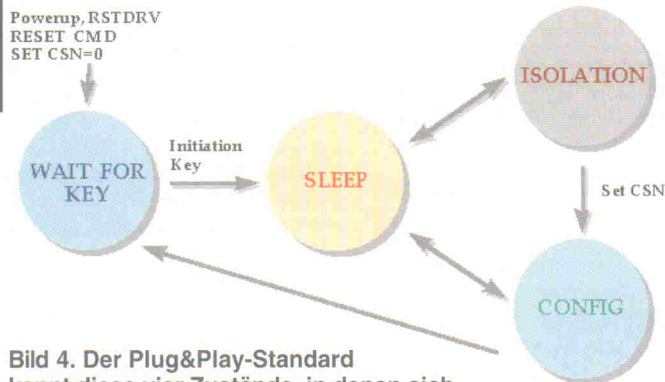 Powerup, RSTDRV
RESET CMD
SET CSN=0
ISOLATION
Initiation
Key
WAIT FOR
KEY
SLEEP
Set CSN
CONFIG
Bild 4. Der Plug&Play-Standard
kennt diese vier Zustände, in denen sich